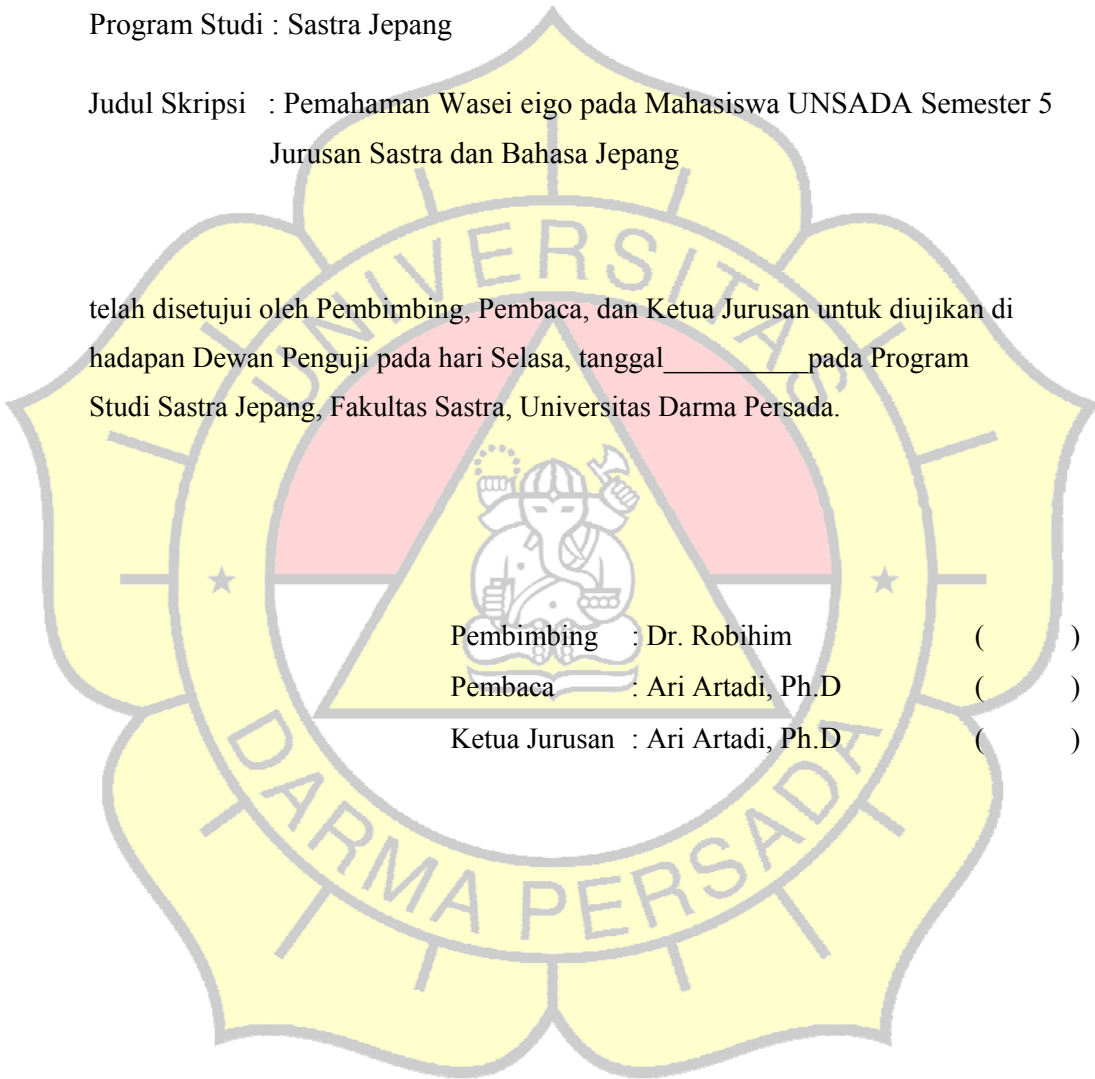 Program Studi : Sastra Jepang
Judul Skripsi : Pemahaman Wasei eigo pada Mahasiswa UNSADA Semester 5
Jurusan Sastra dan Bahasa Jepang
UNIVERSITAS
telah disetujui oleh Pembimbing, Pembaca, dan Ketua Jurusan untuk diujikan di
hadapan Dewan Penguji pada hari Selasa, tanggal__________pada Program
Studi Sastra Jepang, Fakultas Sastra, Universitas Darma Persada.
Pembimbing : Dr. Robihim ( )
Pembaca : Ari Artadi, Ph.D ( )
Ketua Jurusan : Ari Artadi, Ph.D ( )
DARMA PERSADA